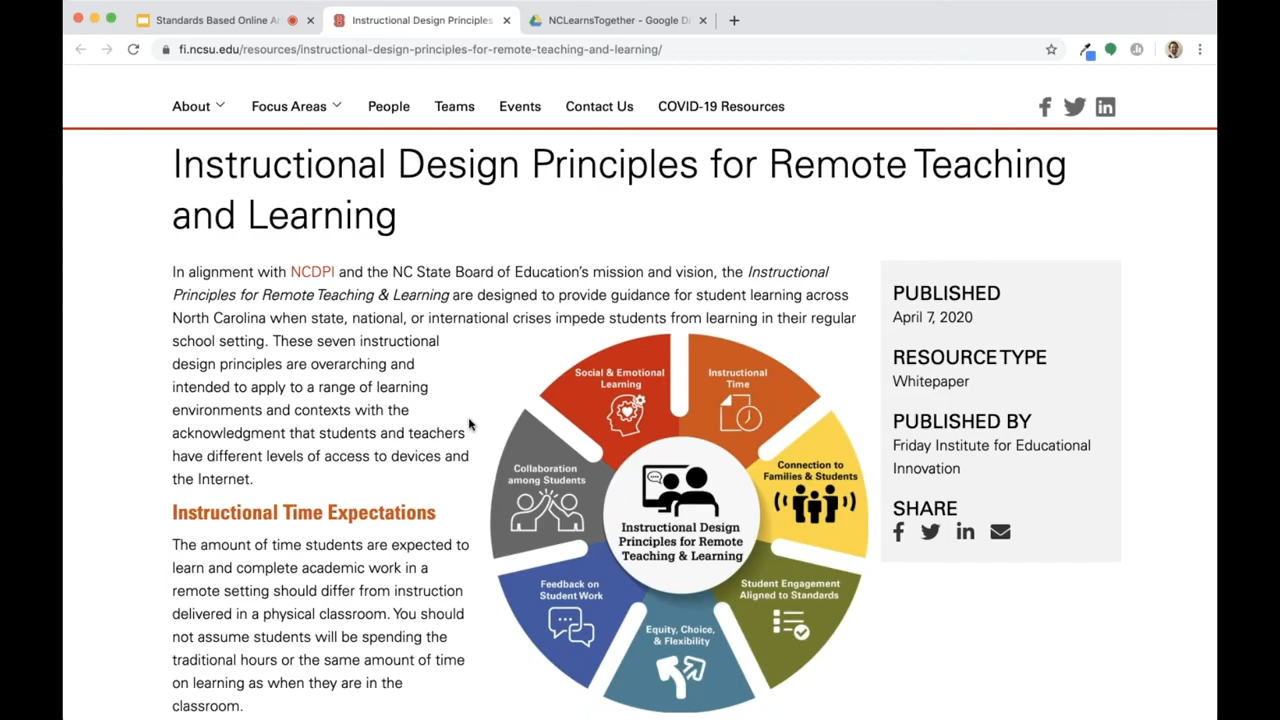 Standards Based Online A
Instructional Design Principles
NCLearnsTogether - Google D
fi.ncsu.edu/resources/instructional-design-principles-for-remote-teaching-and-learning/
About
Focus Areas
People
Teams
Events
Contact Us
COVID-19 Resources
Instructional Design Principles for Remote Teaching
and Learning
In alignment with NCDPI and the NC State Board of Education’s mission and vision, the Instructional
Principles for Remote Teaching & Learning are designed to provide guidance for student learning across
North Carolina when state, national, or international crises impede students from learning in their regular
school setting. These seven instructional
design principles are overarching and
intended to apply to a range of learning
environments and contexts with the
acknowledgment that students and teachers
have different levels of access to devices and
the Internet.
Instructional Time Expectations
The amount of time students are expected to
learn and complete academic work in a
remote setting should differ from instruction
delivered in a physical classroom. You should
not assume students will be spending the
traditional hours or the same amount of time
on learning as when they are in the
classroom.
Social & Emotional
Learning
Instructional
Time
Connection to
Families & Students
Student Engagement
Aligned to Standards
Equity, Choice,
& Flexibility
Feedback on
Student Work
Collaboration
among Students
Instructional Design
Principles for Remote
Teaching & Learning
PUBLISHED
April 7, 2020
RESOURCE TYPE
Whitepaper
PUBLISHED BY
Friday Institute for Educational
Innovation
SHARE